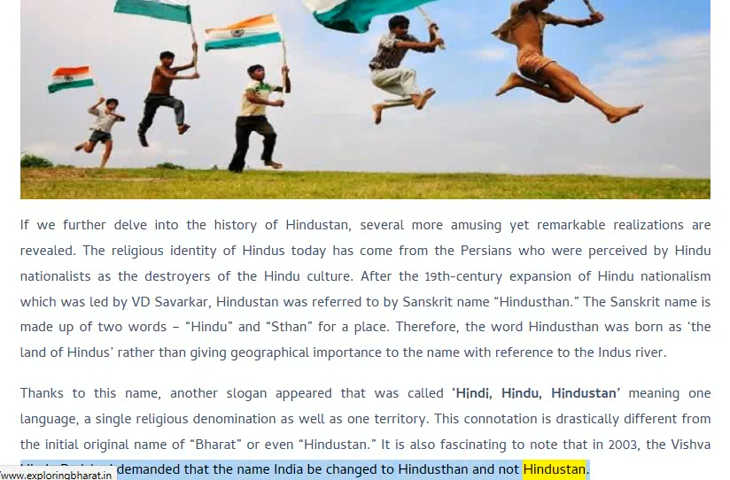 If we further delve into the history of Hindustan, several more amusing yet remarkable realizations are
revealed. The religious identity of Hindus today has come from the Persians who were perceived by Hindu
nationalists as the destroyers of the Hindu culture. After the 19th-century expansion of Hindu nationalism
which was led by VD Savarkar, Hindustan was referred to by Sanskrit name “Hindusthan.” The Sanskrit name is
made up of two words – “Hindu” and “Sthan” for a place. Therefore, the word Hindusthan was born as ‘the
land of Hindus’ rather than giving geographical importance to the name with reference to the Indus river.
Thanks to this name, another slogan appeared that was called ‘Hindi, Hindu, Hindustan’ meaning one
language, a single religious denomination as well as one territory. This connotation is drastically different from
the initial original name of “Bharat” or even “Hindustan.” It is also fascinating to note that in 2003, the Vishva
demanded that the name India be changed to Hindusthan and not Hindustan.
www.exploringbharat.in